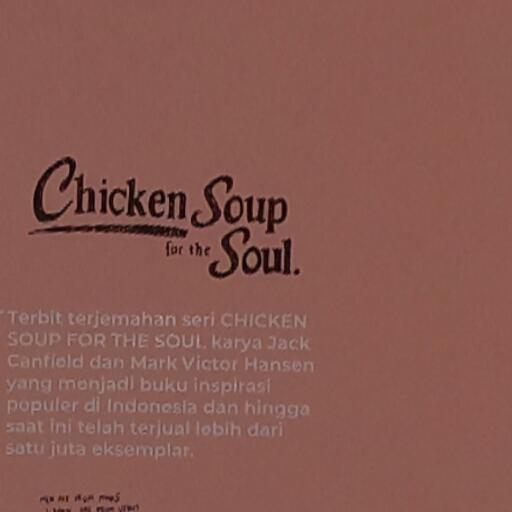 Chicken Soup
for the Soul.
Terbit terjemahan seri CHICKEN
SOUP FOR THE SOUL karya Jack
Canfield dan Mark Victor Hansen
yang menjadi buku inspirasi
populer di Indonesia dan hingga
saat ini telah terjual lebih dari
satu juta eksemplar.